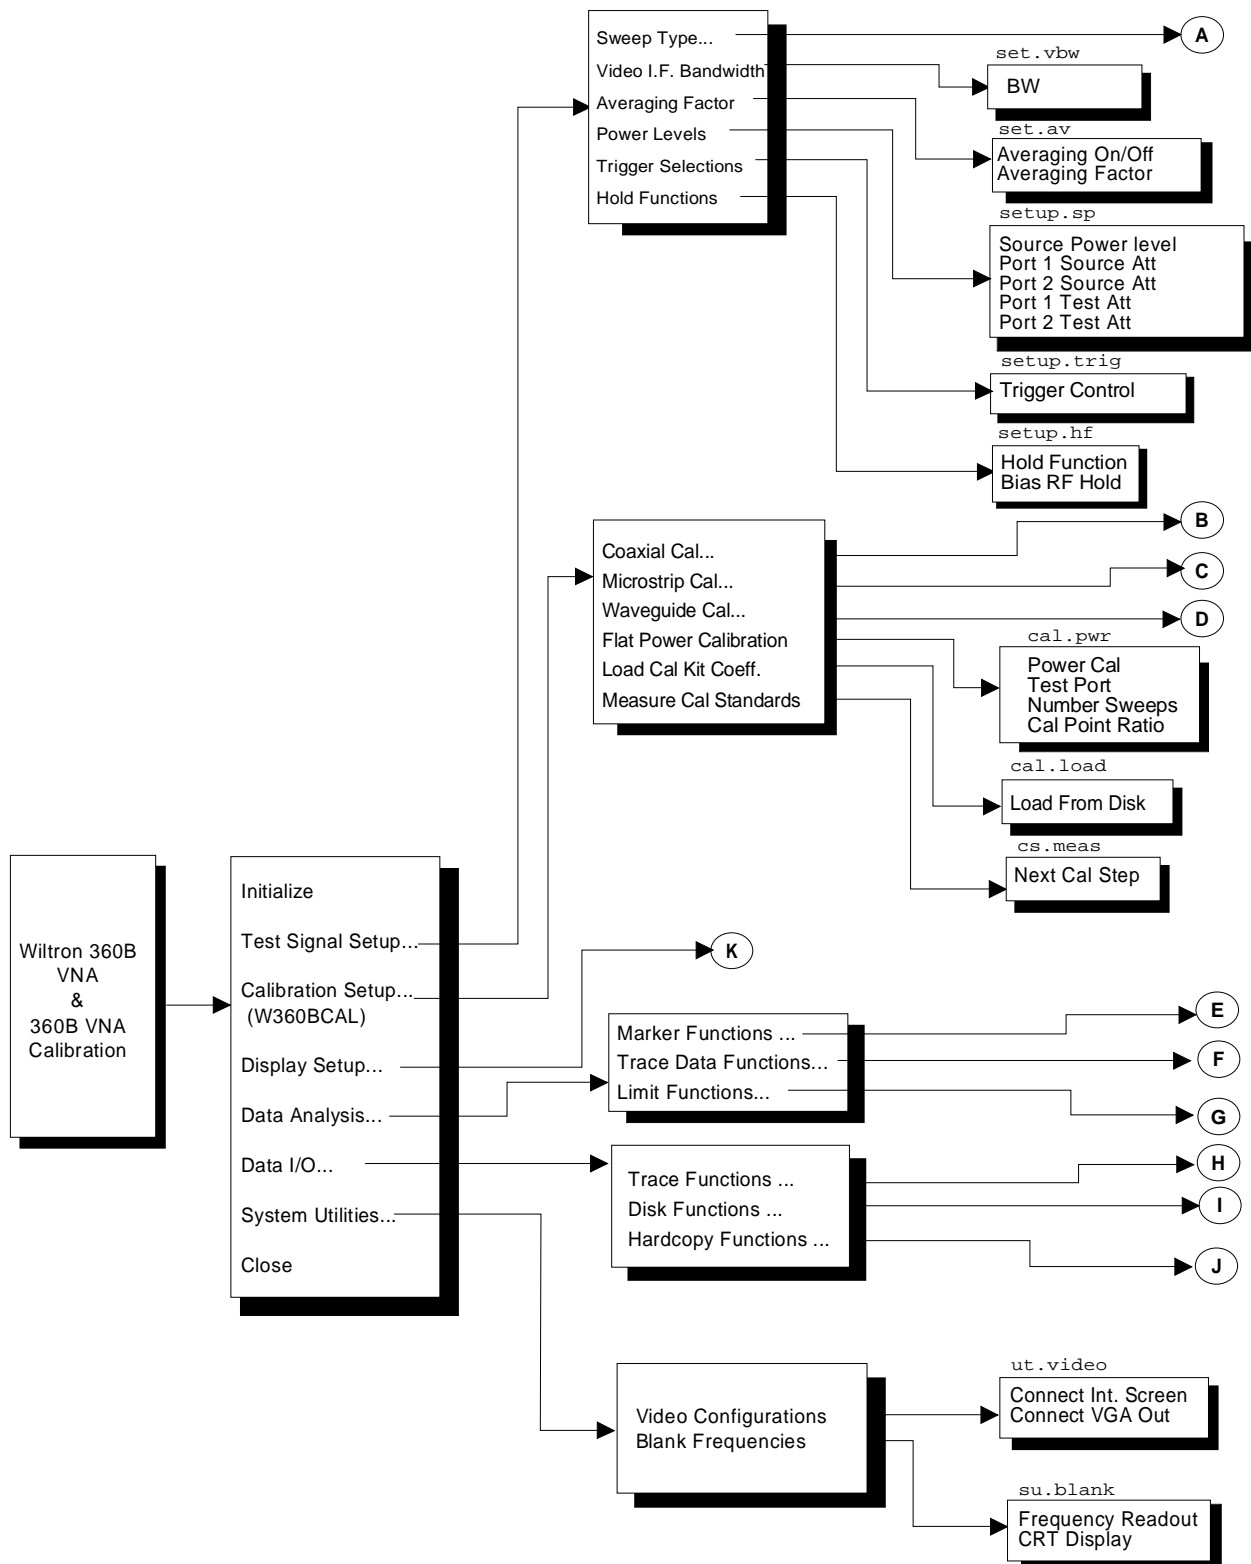 Sweep Type...
Video I.F. Bandwidth
Averaging Factor
Power Levels
Trigger Selections
Hold Functions
A
set.vbw
BW
set.av
Averaging On/Off
Averaging Factor
setup.sp
Source Power level
Port 1 Source Att
Port 2 Source Att
Port 1 Test Att
Port 2 Test Att
setup.trig
Trigger Control
setup.hf
Hold Function
Bias RF Hold
Coaxial Cal...
Microstrip Cal...
Waveguide Cal...
Flat Power Calibration
Load Cal Kit Coeff.
Measure Cal Standards
B
C
D
cal.pwr
Power Cal
Test Port
Number Sweeps
Cal Point Ratio
cal.load
Load From Disk
cs.meas
Next Cal Step
Wiltron 360B
VNA
&
360B VNA
Calibration
Initialize
Test Signal Setup...
Calibration Setup...
(W360BCAL)
Display Setup...
Data Analysis...
Data I/O...
System Utilities...
Close
K
Marker Functions ...
Trace Data Functions...
Limit Functions...
E
F
G
Trace Functions ...
Disk Functions ...
Hardcopy Functions ...
H
I
J
Video Configurations
Blank Frequencies
ut.video
Connect Int. Screen
Connect VGA Out
su.blank
Frequency Readout
CRT Display